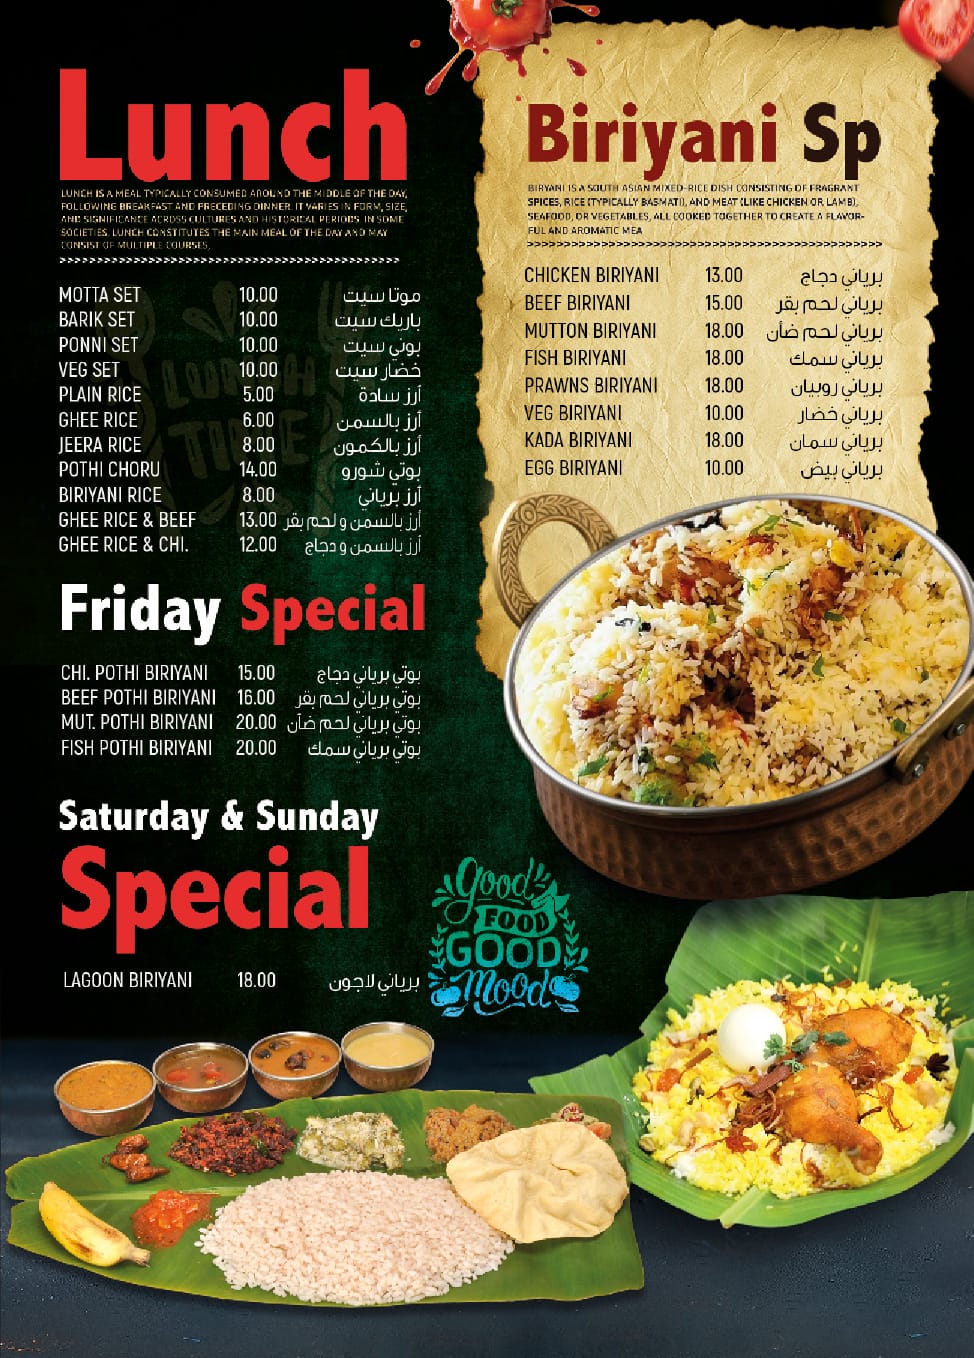 Lunch
LUNCH IS A MEAL TYPICALLY CONSUMED AROUND THE MIDDLE OF THE DAY,
FOLLOWING BREAKFAST AND PRECEDING DINNER. IT VARIES IN FORM, SIZE,
AND SIGNIFICANCE ACROSS CULTURES AND HISTORICAL PERIODS. IN SOME
SOCIETIES, LUNCH CONSTITUTES THE MAIN MEAL OF THE DAY AND MAY
CONSIST OF MULTIPLE COURSES,
LUNCH
TIME
MOTTA SET 10.00 موتا سيت
BARIK SET 10.00 باريك سيت
PONNI SET 10.00 بوني سيت
VEG SET 10.00 خضار سيت
PLAIN RICE 5.00 أرز سادة
GHEE RICE 6.00 أرز بالسمن
JEERA RICE 8.00 أرز بالكمون
POTHI CHORU 14.00 بوتي شورو
BIRIYANI RICE 8.00 أرز برياني
GHEE RICE & BEEF 13.00 أرز بالسمن و لحم بقر
GHEE RICE & CHI. 12.00 أرز بالسمن و دجاج
Friday Special
CHI. POTHI BIRIYANI 15.00 بوتي برياني دجاج
BEEF POTHI BIRIYANI 16.00 بوتي برياني لحم بقر
MUT. POTHI BIRIYANI 20.00 بوتي برياني لحم ضأن
FISH POTHI BIRIYANI 20.00 بوتي برياني سمك
Saturday & Sunday
Special
LAGOON BIRIYANI 18.00 برياني لاجون
Biriyani Sp
BIRYANI IS A SOUTH ASIAN MIXED-RICE DISH CONSISTING OF FRAGRANT
SPICES, RICE (TYPICALLY BASMATI), AND MEAT (LIKE CHICKEN OR LAMB),
SEAFOOD, OR VEGETABLES, ALL COOKED TOGETHER TO CREATE A FLAVOR-
FUL AND AROMATIC MEA
CHICKEN BIRIYANI 13.00 برياني دجاج
BEEF BIRIYANI 15.00 برياني لحم بقر
MUTTON BIRIYANI 18.00 برياني لحم ضأن
FISH BIRIYANI 18.00 برياني سمك
PRAWNS BIRIYANI 18.00 برياني روبيان
VEG BIRIYANI 10.00 برياني خضار
KADA BIRIYANI 18.00 برياني سمان
EGG BIRIYANI 10.00 برياني بيض
good
FOOD
GOOD
Mood